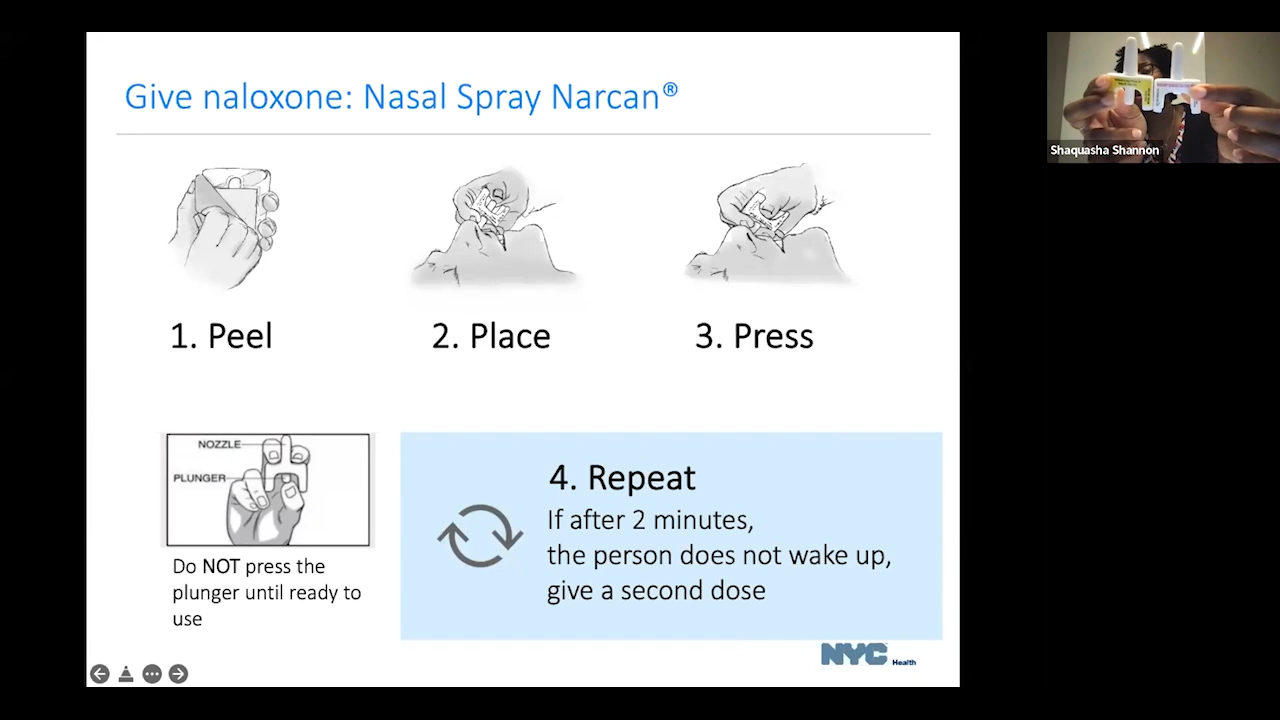 Give naloxone: Nasal Spray Narcan®
Shaquasha Shannon
1. Peel
2. Place
3. Press
NOZZLE
PLUNGER
Do NOT press the
plunger until ready to
use
4. Repeat
If after 2 minutes,
the person does not wake up,
give a second dose
NYC Health